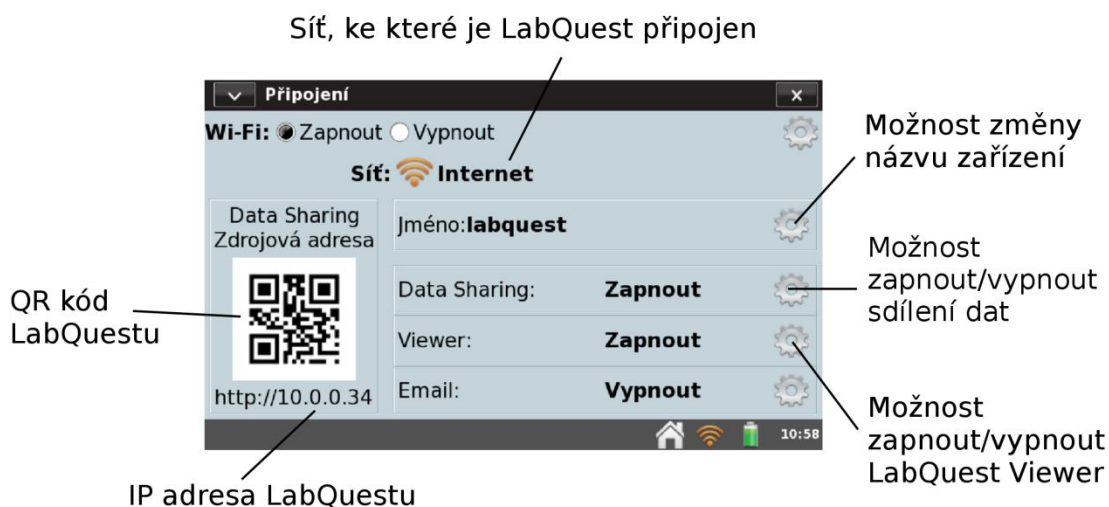 Síť, ke které je LabQuest připojen
Připojení
Wi-Fi: Zapnout Vypnout
Síť: Internet
Data Sharing
Zdrojová adresa
http://10.0.0.34
Jméno:labquest
Data Sharing: Zapnout
Viewer: Zapnout
Email: Vypnout
10:58
Možnost změny
názvu zařízení
Možnost
zapnout/vypnout
sdílení dat
Možnost
zapnout/vypnout
LabQuest Viewer
QR kód
LabQuestu
IP adresa LabQuestu